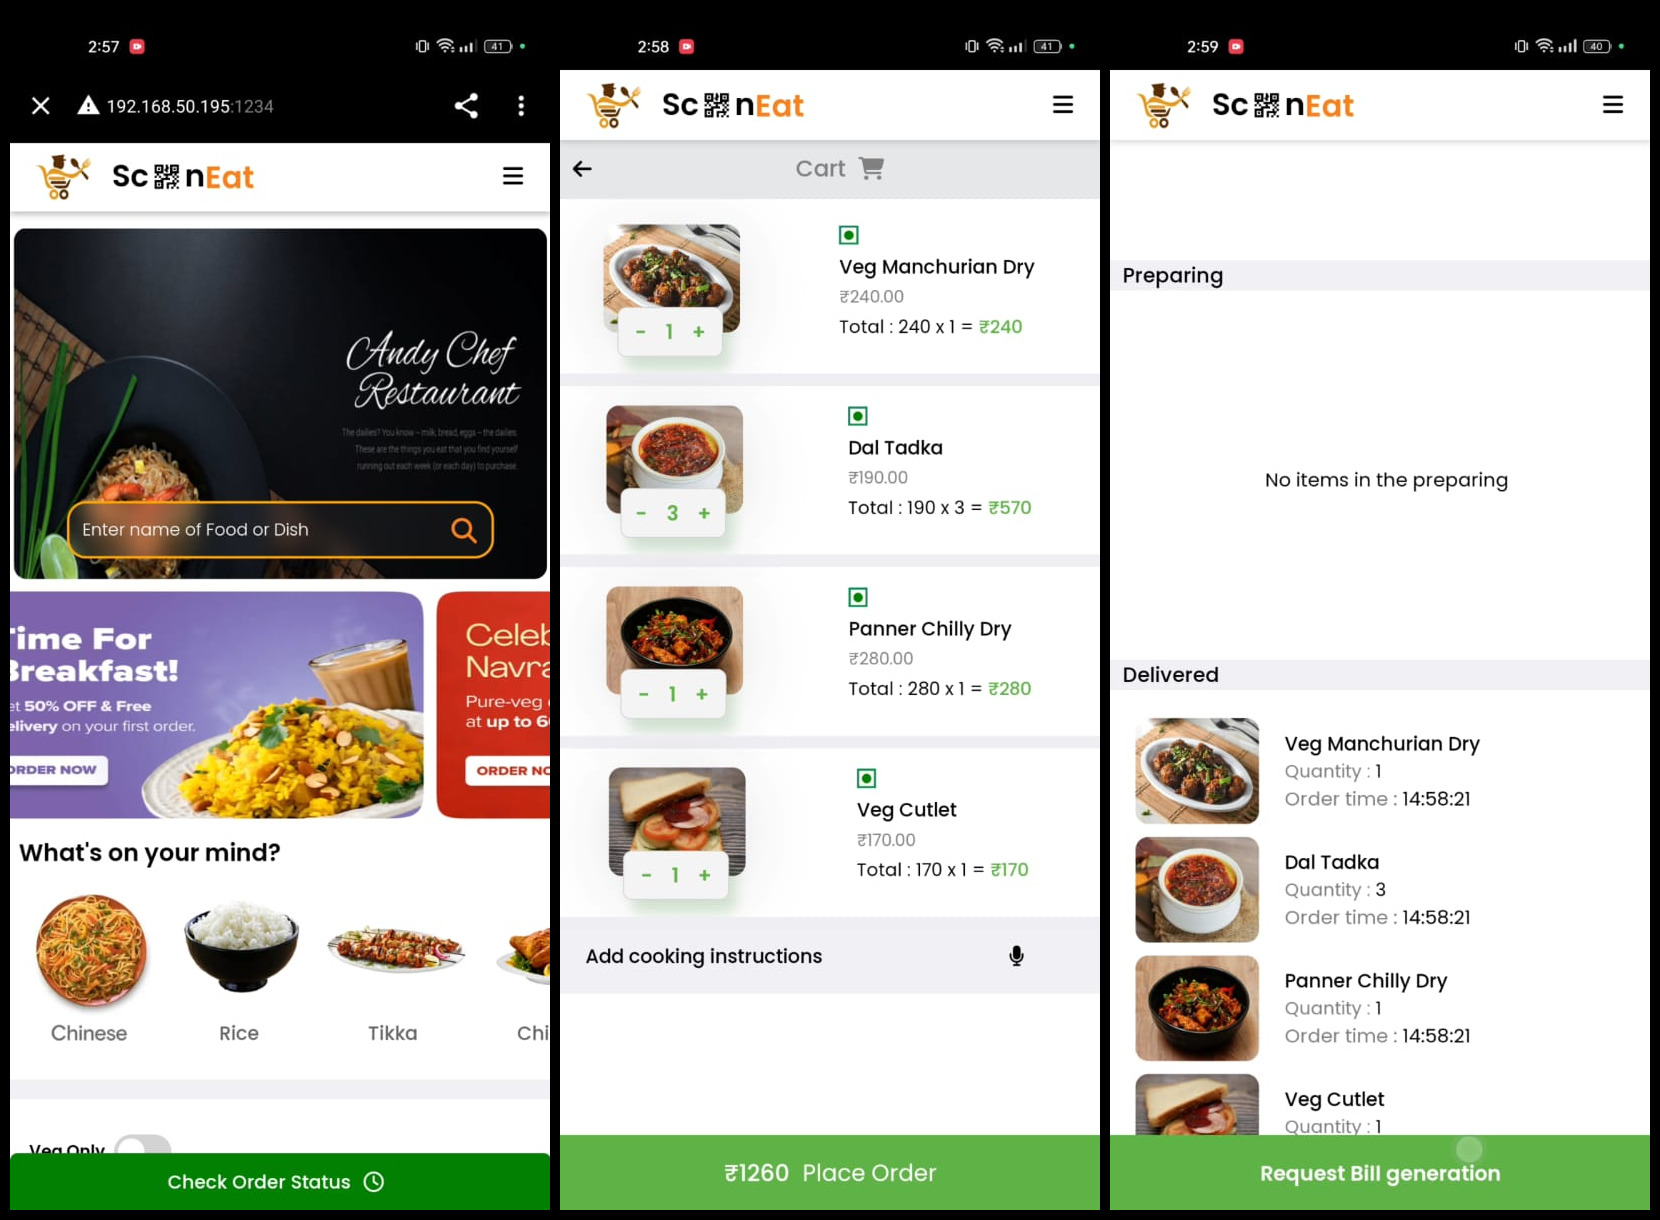 2:57
41
192.168.50.195:1234
ScnEat
Andy Chef
Restaurant
The dailies? You know – milk, bread, eggs – the dailies.
These are the things you eat that you find yourself
running out each week (or each day) to purchase.
Enter name of Food or Dish
ime For
Breakfast!
et 50% OFF & Free
elivery on your first order.
ORDER NOW
Celeb
Navra
Pure-veg
at up to 6
ORDER NO
What's on your mind?
Chinese
Rice
Tikka
Chi
Veg Only
Check Order Status
2:58
41
ScnEat
Cart
Veg Manchurian Dry
₹240.00
Total : 240 x 1 = ₹240
- 1 +
Dal Tadka
₹190.00
Total : 190 x 3 = ₹570
- 3 +
Panner Chilly Dry
₹280.00
Total : 280 x 1 = ₹280
- 1 +
Veg Cutlet
₹170.00
Total : 170 x 1 = ₹170
- 1 +
Add cooking instructions
₹1260 Place Order
2:59
40
ScnEat
Preparing
No items in the preparing
Delivered
Veg Manchurian Dry
Quantity : 1
Order time : 14:58:21
Dal Tadka
Quantity : 3
Order time : 14:58:21
Panner Chilly Dry
Quantity : 1
Order time : 14:58:21
Veg Cutlet
Quantity : 1
Request Bill generation